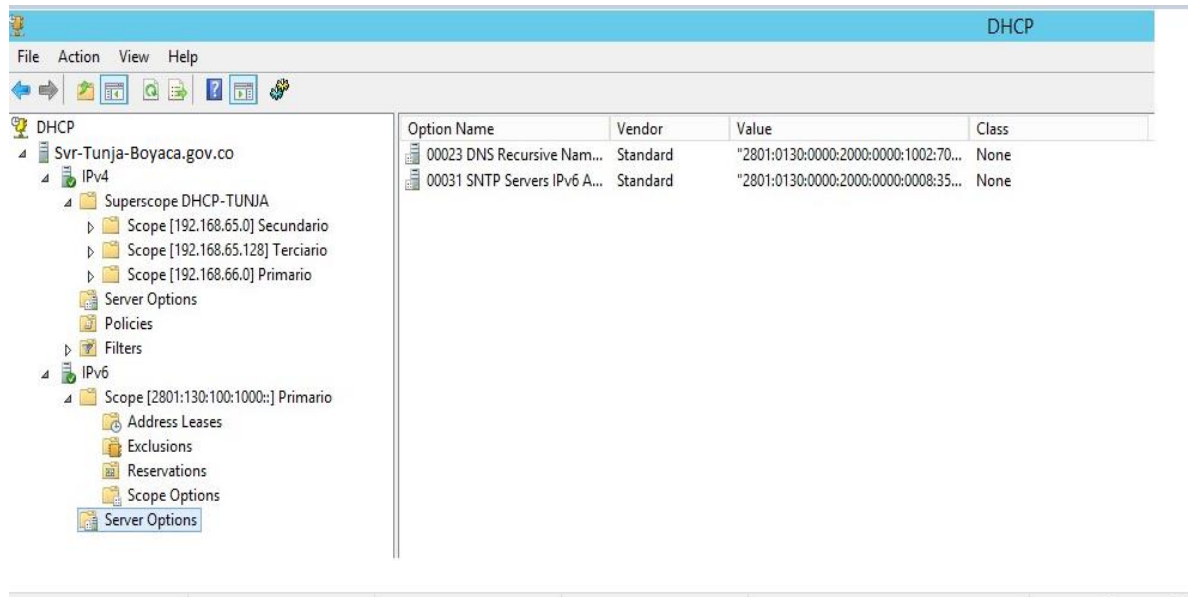 DHCP
File Action View Help
DHCP
Svr-Tunja-Boyaca.gov.co
IPv4
Superscope DHCP-TUNJA
Scope [192.168.65.0] Secundario
Scope [192.168.65.128] Terciario
Scope [192.168.66.0] Primario
Server Options
Policies
Filters
IPv6
Scope [2801:130:100:1000::] Primario
Address Leases
Exclusions
Reservations
Scope Options
Server Options
Option Name Vendor Value Class
00023 DNS Recursive Nam... Standard "2801:0130:0000:2000:0000:1002:70... None
00031 SNTP Servers IPv6 A... Standard "2801:0130:0000:2000:0000:0008:35... None